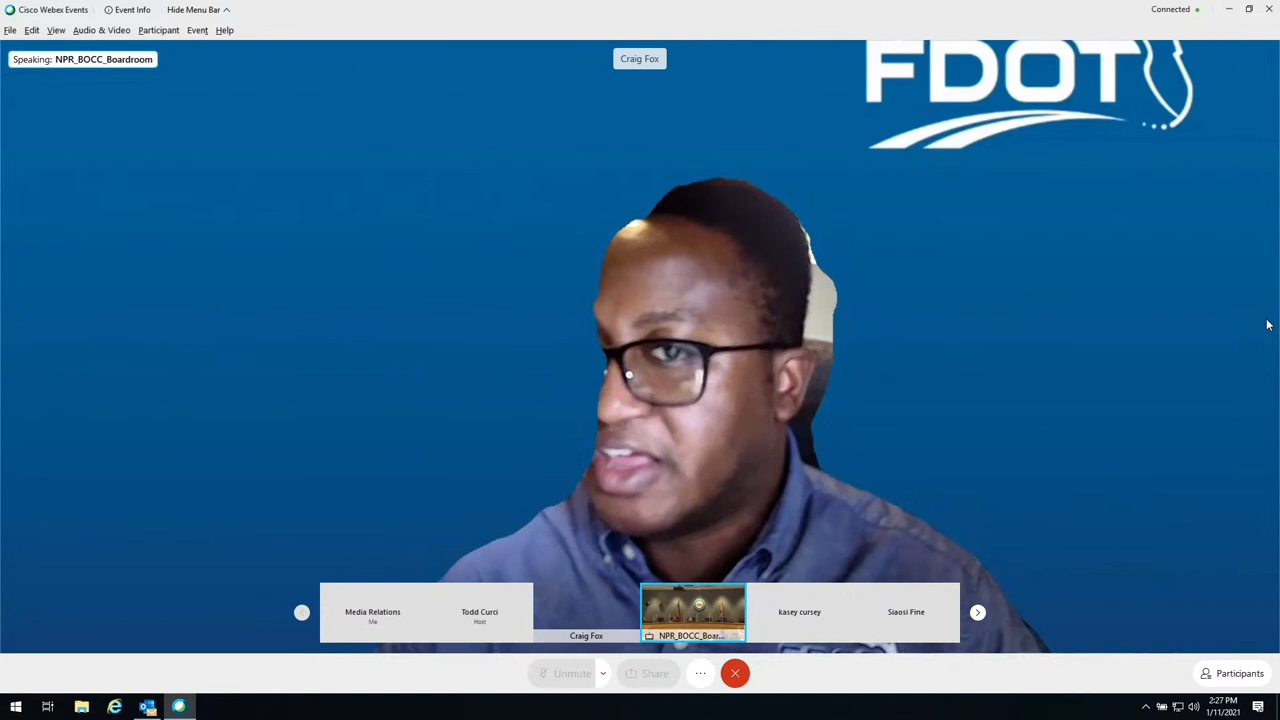 Cisco Webex Events
Event Info
Hide Menu Bar
Connected
File Edit View Audio & Video Participant Event Help
Speaking: NPR_BOCC_Boardroom
Craig Fox
FDOT
Media Relations
Me
Todd Curci
Host
Craig Fox
NPR_BOCC_Boar...
kasey cursey
Siaosi Fine
Unmute
Share
Participants
2:27 PM
1/11/2021